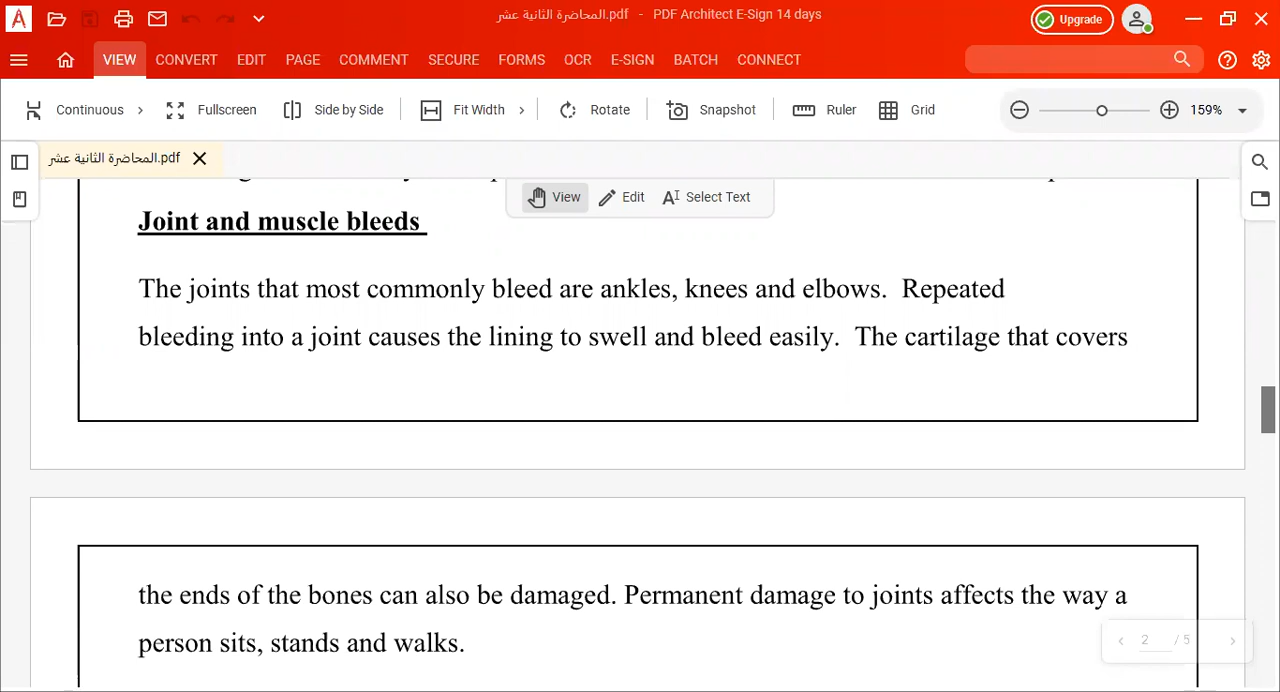 المحاضرة الثانية عشر.pdf - PDF Architect E-Sign 14 days
Upgrade
VIEW CONVERT EDIT PAGE COMMENT SECURE FORMS OCR E-SIGN BATCH CONNECT
Continuous Fullscreen Side by Side Fit Width Rotate Snapshot Ruler Grid 159%
المحاضرة الثانية عشر.pdf
View Edit Select Text
Joint and muscle bleeds
The joints that most commonly bleed are ankles, knees and elbows. Repeated
bleeding into a joint causes the lining to swell and bleed easily. The cartilage that covers
the ends of the bones can also be damaged. Permanent damage to joints affects the way a
person sits, stands and walks.
2 / 5